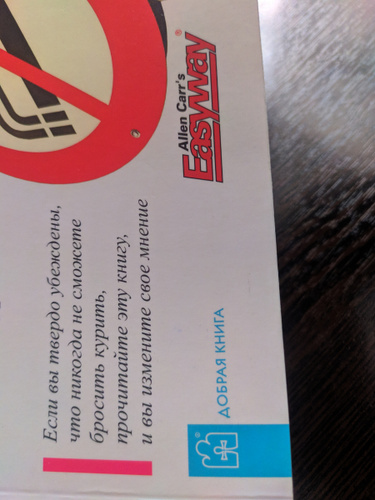 Allen Carr's
Easyway®
Если вы твердо убеждены,
что никогда не сможете
бросить курить,
прочитайте эту книгу,
и вы измените свое мнение
ДОБРАЯ КНИГА